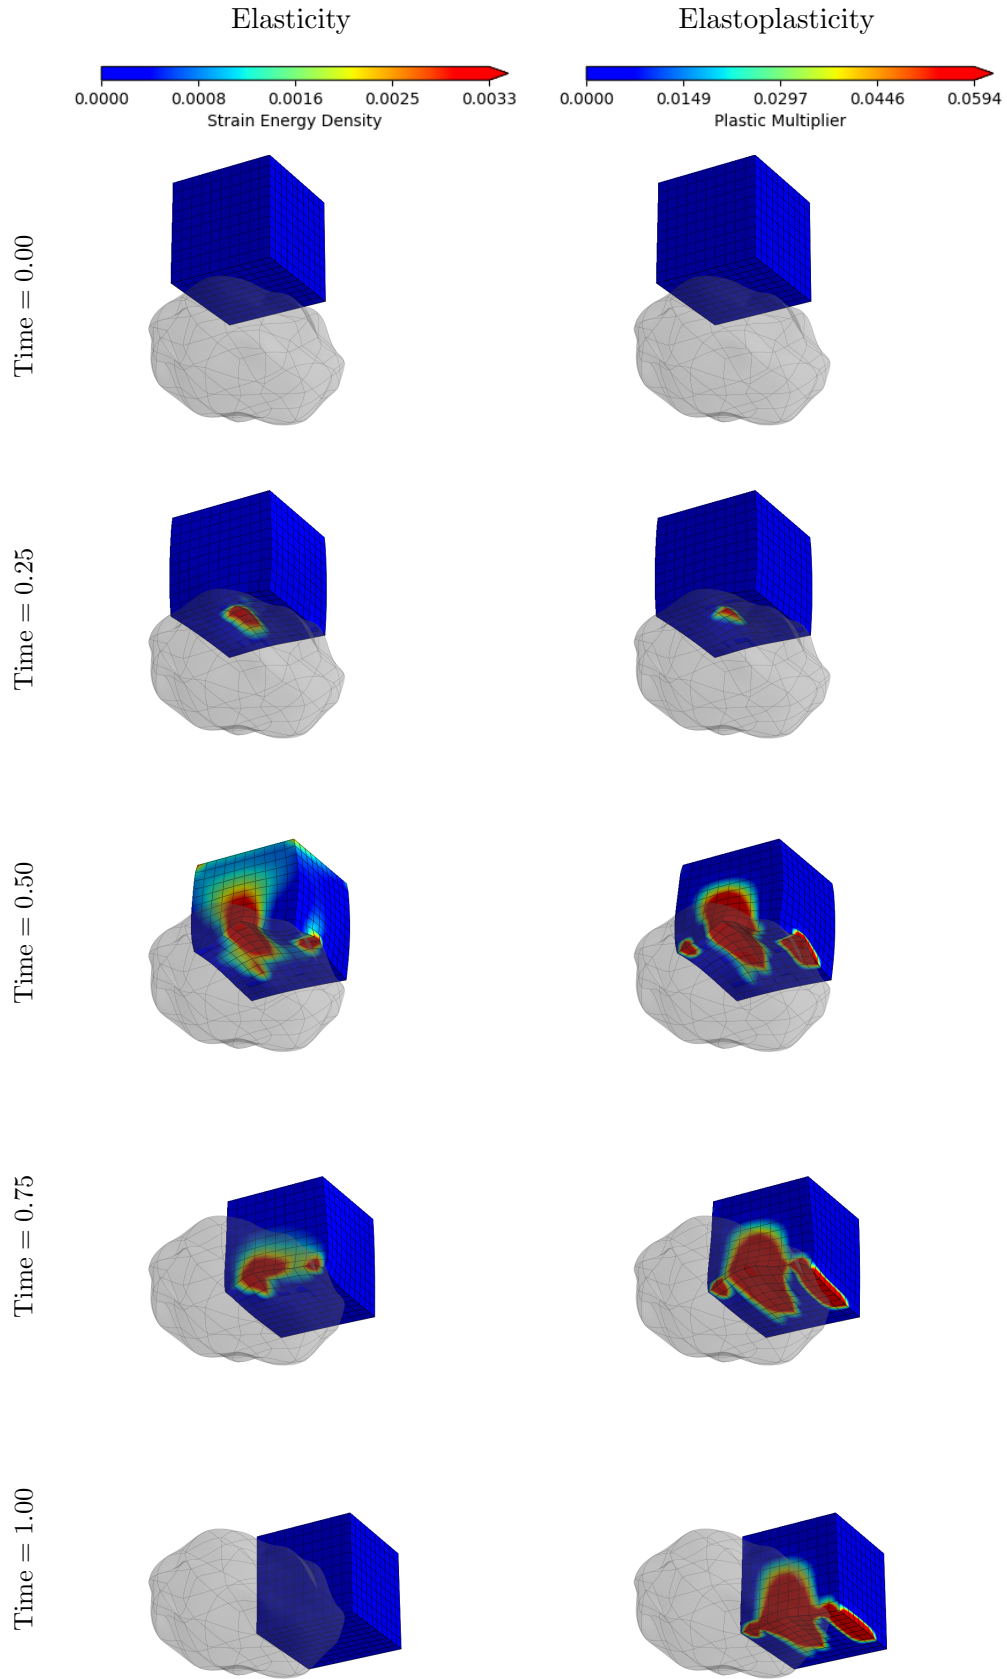 Elasticity Elastoplasticity
0.0000 0.0008 0.0016 0.0025 0.0033 0.0000 0.0149 0.0297 0.0446 0.0594
Strain Energy Density Plastic Multiplier
Time = 0.00
Time = 0.25
Time = 0.50
Time = 0.75
Time = 1.00